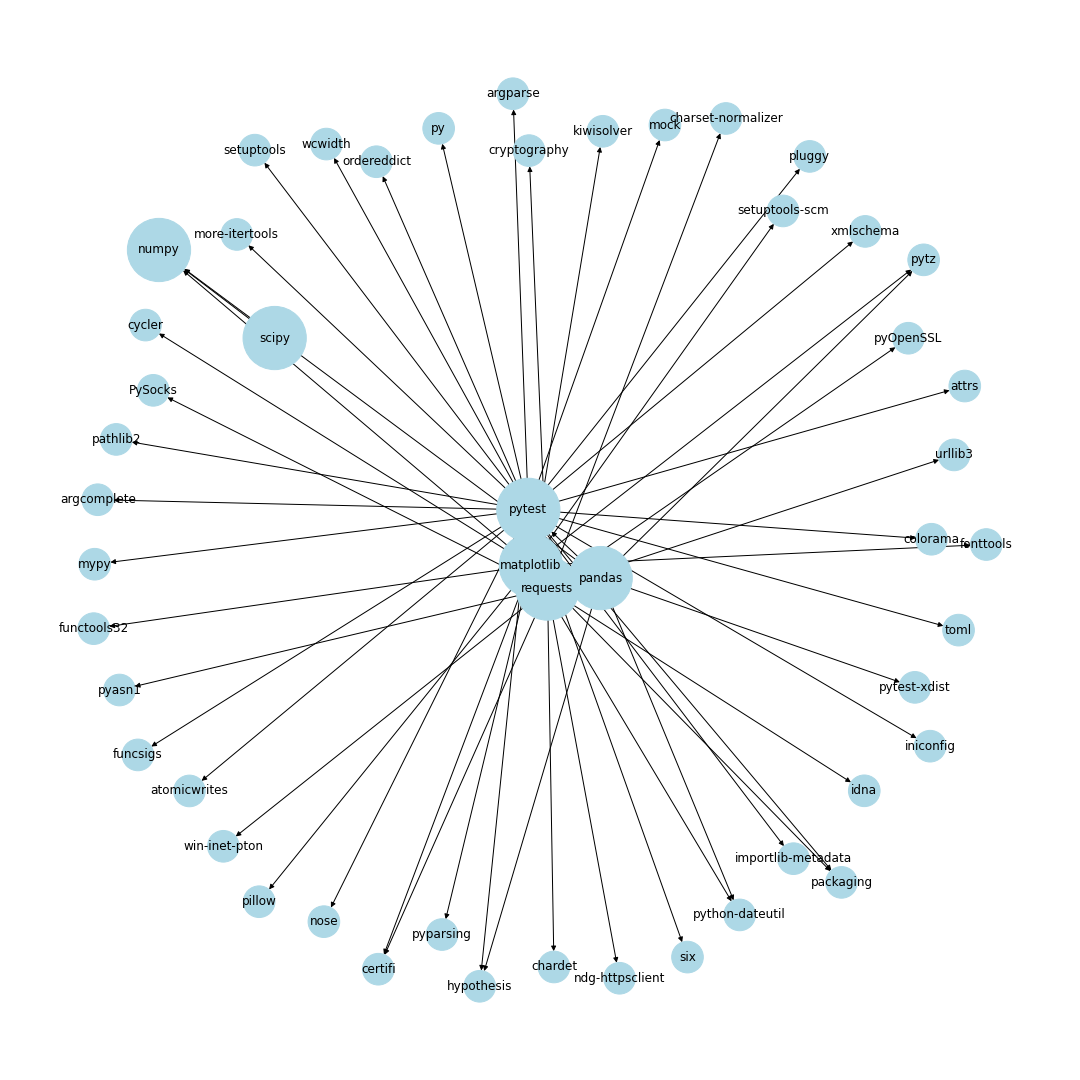 argparse
charset-normalizer
mock
py
kiwisolver
wcwidth
setuptools
cryptography
pluggy
ordereddict
setuptools-scm
xmlschema
more-itertools
numpy
pytz
cycler
scipy
pyOpenSSL
attrs
PySocks
pathlib2
urllib3
argcomplete
pytest
colorama
fonttools
mypy
matplotlib
pandas
requests
functools32
toml
pytest-xdist
pyasn1
iniconfig
funcsigs
atomicwrites
idna
win-inet-pton
importlib-metadata
packaging
pillow
python-dateutil
nose
pyparsing
six
chardet
certifi
ndg-httpsclient
hypothesis